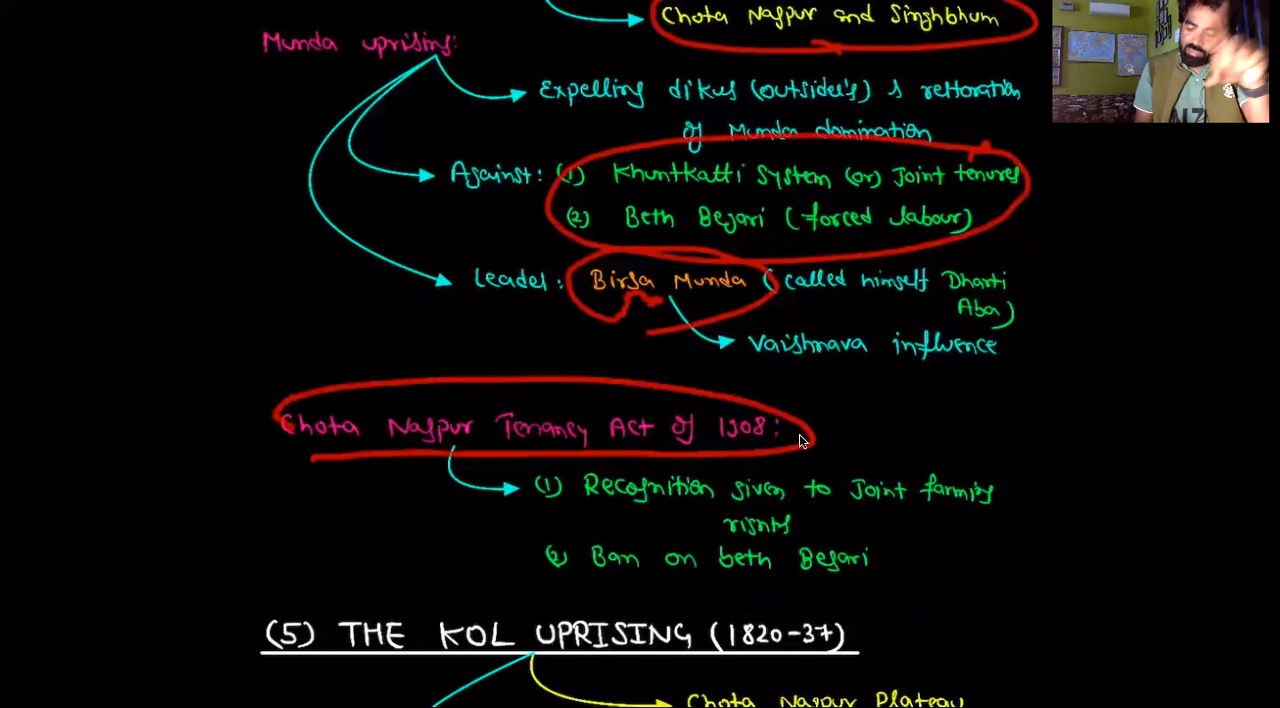 Chota Nagpur and Singhbhum
Munda uprising:
Expelling dikus (outsider's) & restoration
of Munda domination
Against: (1) Khuntkatti System (or) Joint tenures
(2) Beth Begari (forced labour)
Leader: Birsa Munda (called himself Dharti
Aba)
Vaishnava influence
Chota Nagpur Tenancy Act of 1908:
(1) Recognition given to Joint farming
rights
(2) Ban on beth Begari
(5) THE KOL UPRISING (1820-37)
Chota Nagpur Plateau